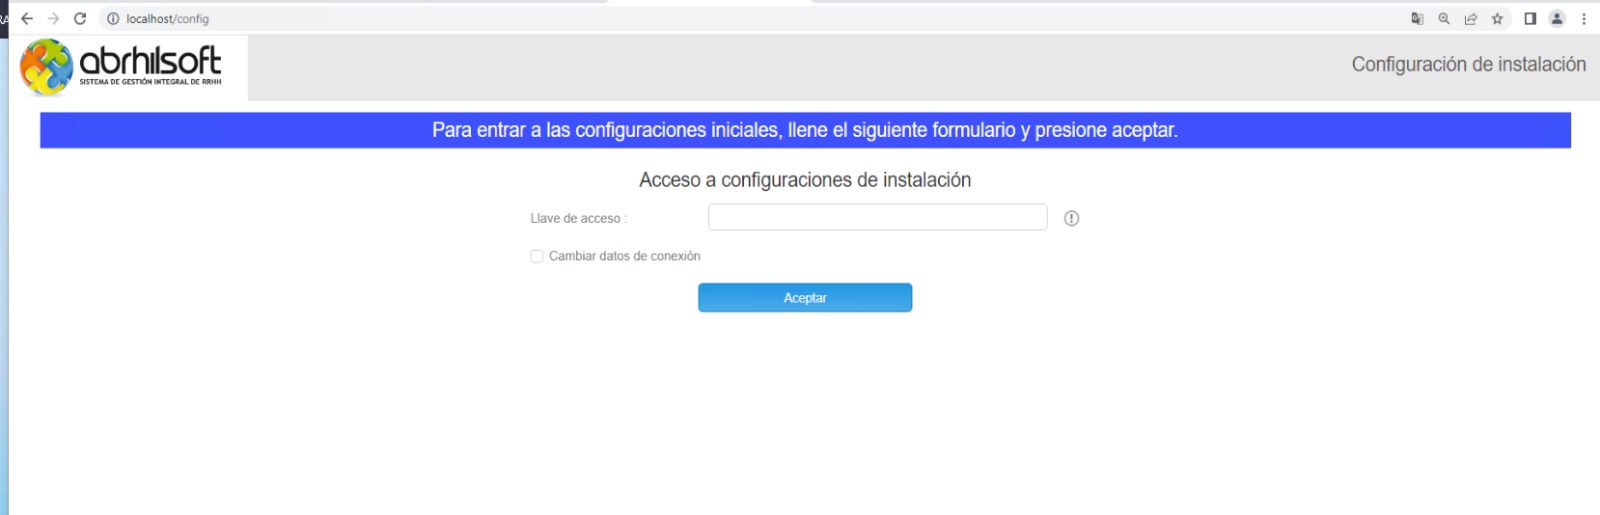 localhost/config
abrhilsoft
SISTEMA DE GESTIÓN INTEGRAL DE RRHH
Configuración de instalación
Para entrar a las configuraciones iniciales, llene el siguiente formulario y presione aceptar.
Acceso a configuraciones de instalación
Llave de acceso :
Cambiar datos de conexión
Aceptar